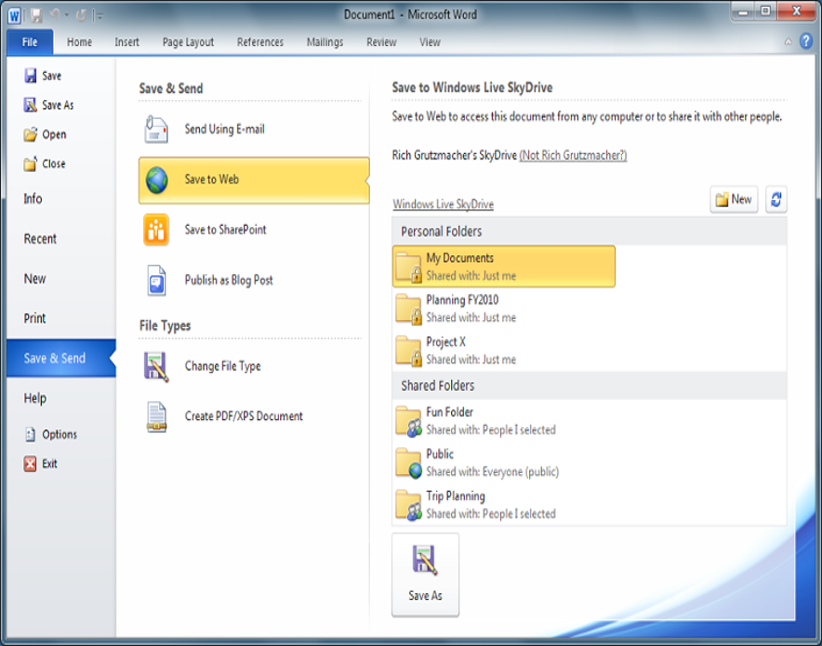 Document1 - Microsoft Word
File Home Insert Page Layout References Mailings Review View
Save
Save As
Open
Close
Info
Recent
New
Print
Save & Send
Help
Options
Exit
Save & Send
Send Using E-mail
Save to Web
Save to SharePoint
Publish as Blog Post
File Types
Change File Type
Create PDF/XPS Document
Save to Windows Live SkyDrive
Save to Web to access this document from any computer or to share it with other people.
Rich Grutzmacher's SkyDrive (Not Rich Grutzmacher?)
Windows Live SkyDrive
New
Personal Folders
My Documents
Shared with: Just me
Planning FY2010
Shared with: Just me
Project X
Shared with: Just me
Shared Folders
Fun Folder
Shared with: People I selected
Public
Shared with: Everyone (public)
Trip Planning
Shared with: People I selected
Save As